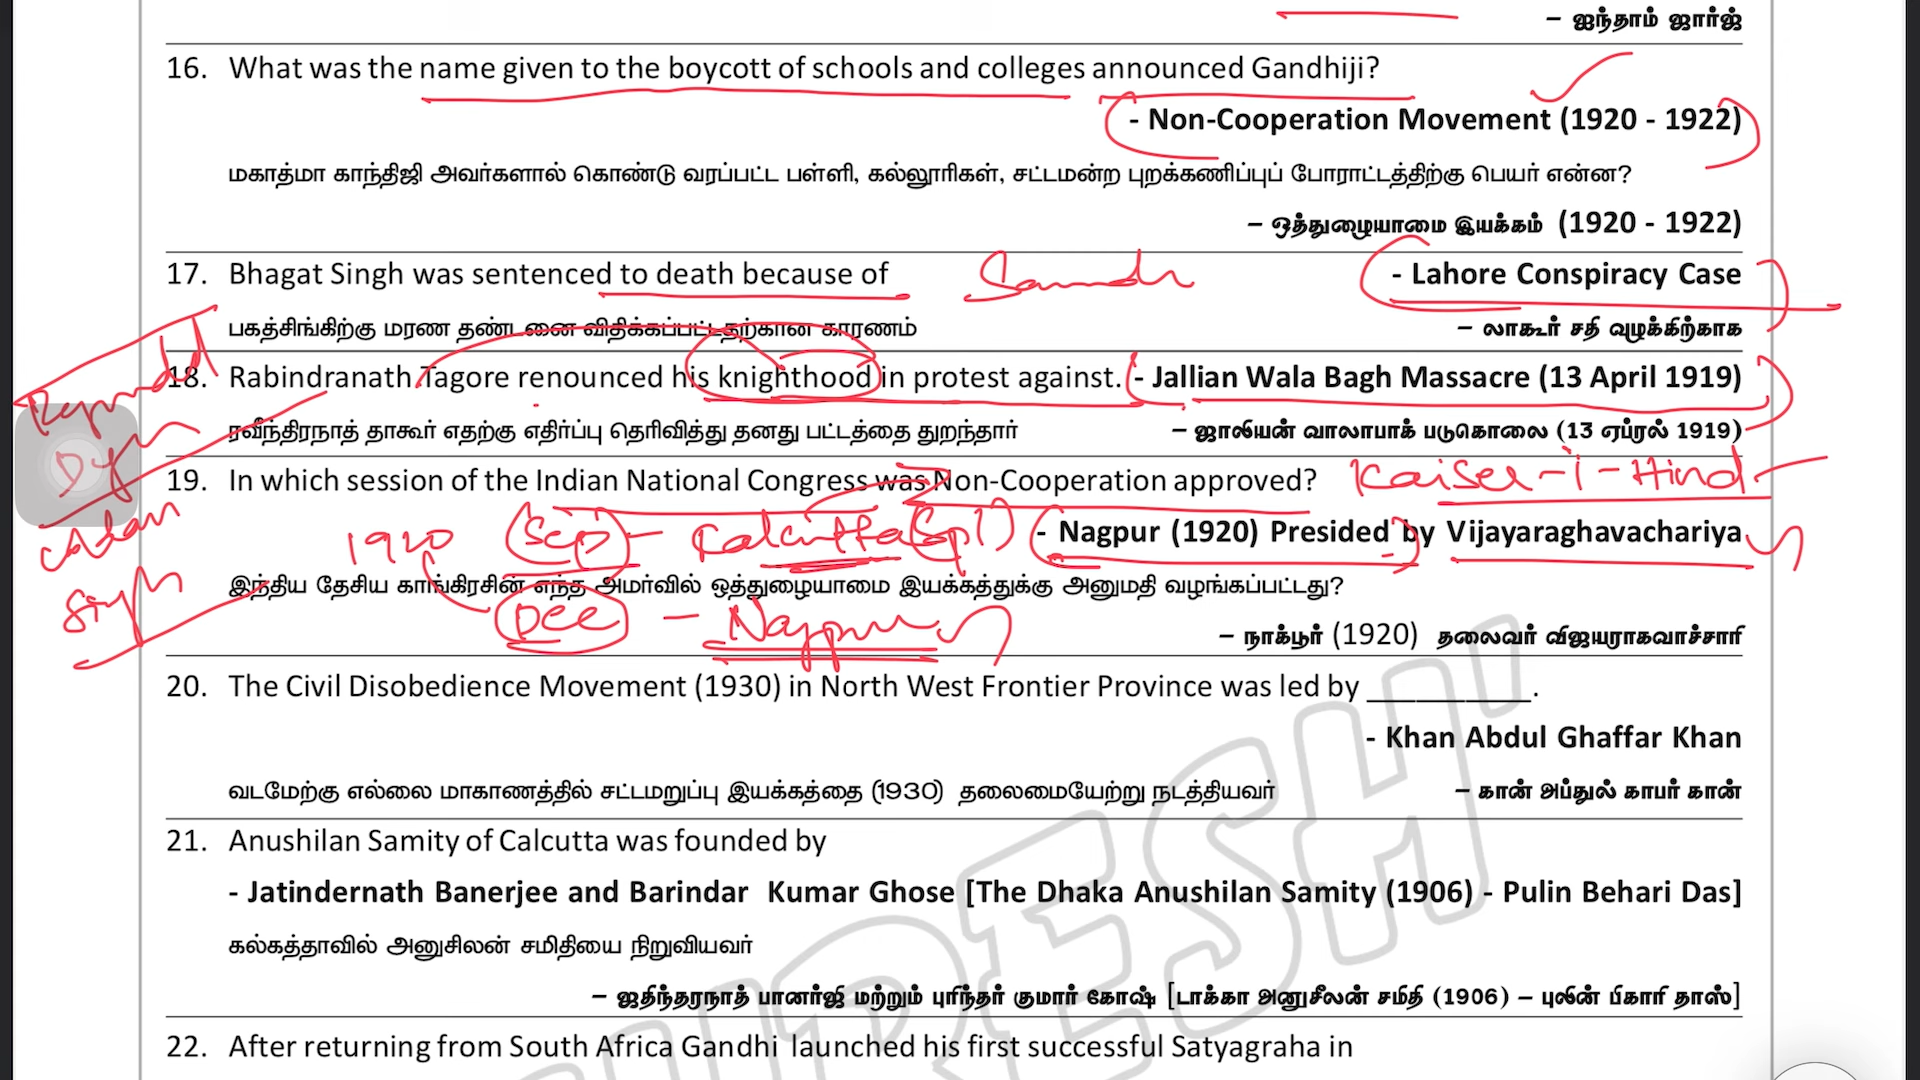 – ஐந்தாம் ஜார்ஜ்
16. What was the name given to the boycott of schools and colleges announced Gandhiji?
- Non-Cooperation Movement (1920 - 1922)
மகாத்மா காந்திஜி அவர்களால் கொண்டு வரப்பட்ட பள்ளி, கல்லூரிகள், சட்டமன்ற புறக்கணிப்புப் போராட்டத்திற்கு பெயர் என்ன?
– ஒத்துழையாமை இயக்கம் (1920 - 1922)
17. Bhagat Singh was sentenced to death because of
- Lahore Conspiracy Case
பகத்சிங்கிற்கு மரண தண்டனை விதிக்கப்பட்டதற்கான காரணம்
– லாகூர் சதி வழக்கிற்காக
18. Rabindranath Tagore renounced his knighthood in protest against. - Jallian Wala Bagh Massacre (13 April 1919)
ரவீந்திரநாத் தாகூர் எதற்கு எதிர்ப்பு தெரிவித்து தனது பட்டத்தை துறந்தார் – ஜாலியன் வாலாபாக் படுகொலை (13 ஏப்ரல் 1919)
19. In which session of the Indian National Congress was Non-Cooperation approved? Kaiser-i-Hind
1920 (Sep) - Calcutta (Spl) - Nagpur (1920) Presided by Vijayaraghavachariya
இந்திய தேசிய காங்கிரசின் எந்த அமர்வில் ஒத்துழையாமை இயக்கத்துக்கு அனுமதி வழங்கப்பட்டது?
Dec - Nagpur
– நாக்பூர் (1920) தலைவர் விஜயராகவாச்சாரி
20. The Civil Disobedience Movement (1930) in North West Frontier Province was led by __________.
- Khan Abdul Ghaffar Khan
வடமேற்கு எல்லை மாகாணத்தில் சட்டமறுப்பு இயக்கத்தை (1930) தலைமையேற்று நடத்தியவர் – கான் அப்துல் காபர் கான்
21. Anushilan Samity of Calcutta was founded by
- Jatindernath Banerjee and Barindar Kumar Ghose [The Dhaka Anushilan Samity (1906) - Pulin Behari Das]
கல்கத்தாவில் அனுசிலன் சமிதியை நிறுவியவர்
– ஜதிந்தரநாத் பானர்ஜி மற்றும் புரிந்தர் குமார் கோஷ் [டாக்கா அனுசீலன் சமிதி (1906) – புலின் பிகாரி தாஸ்]
22. After returning from South Africa Gandhi launched his first successful Satyagraha in